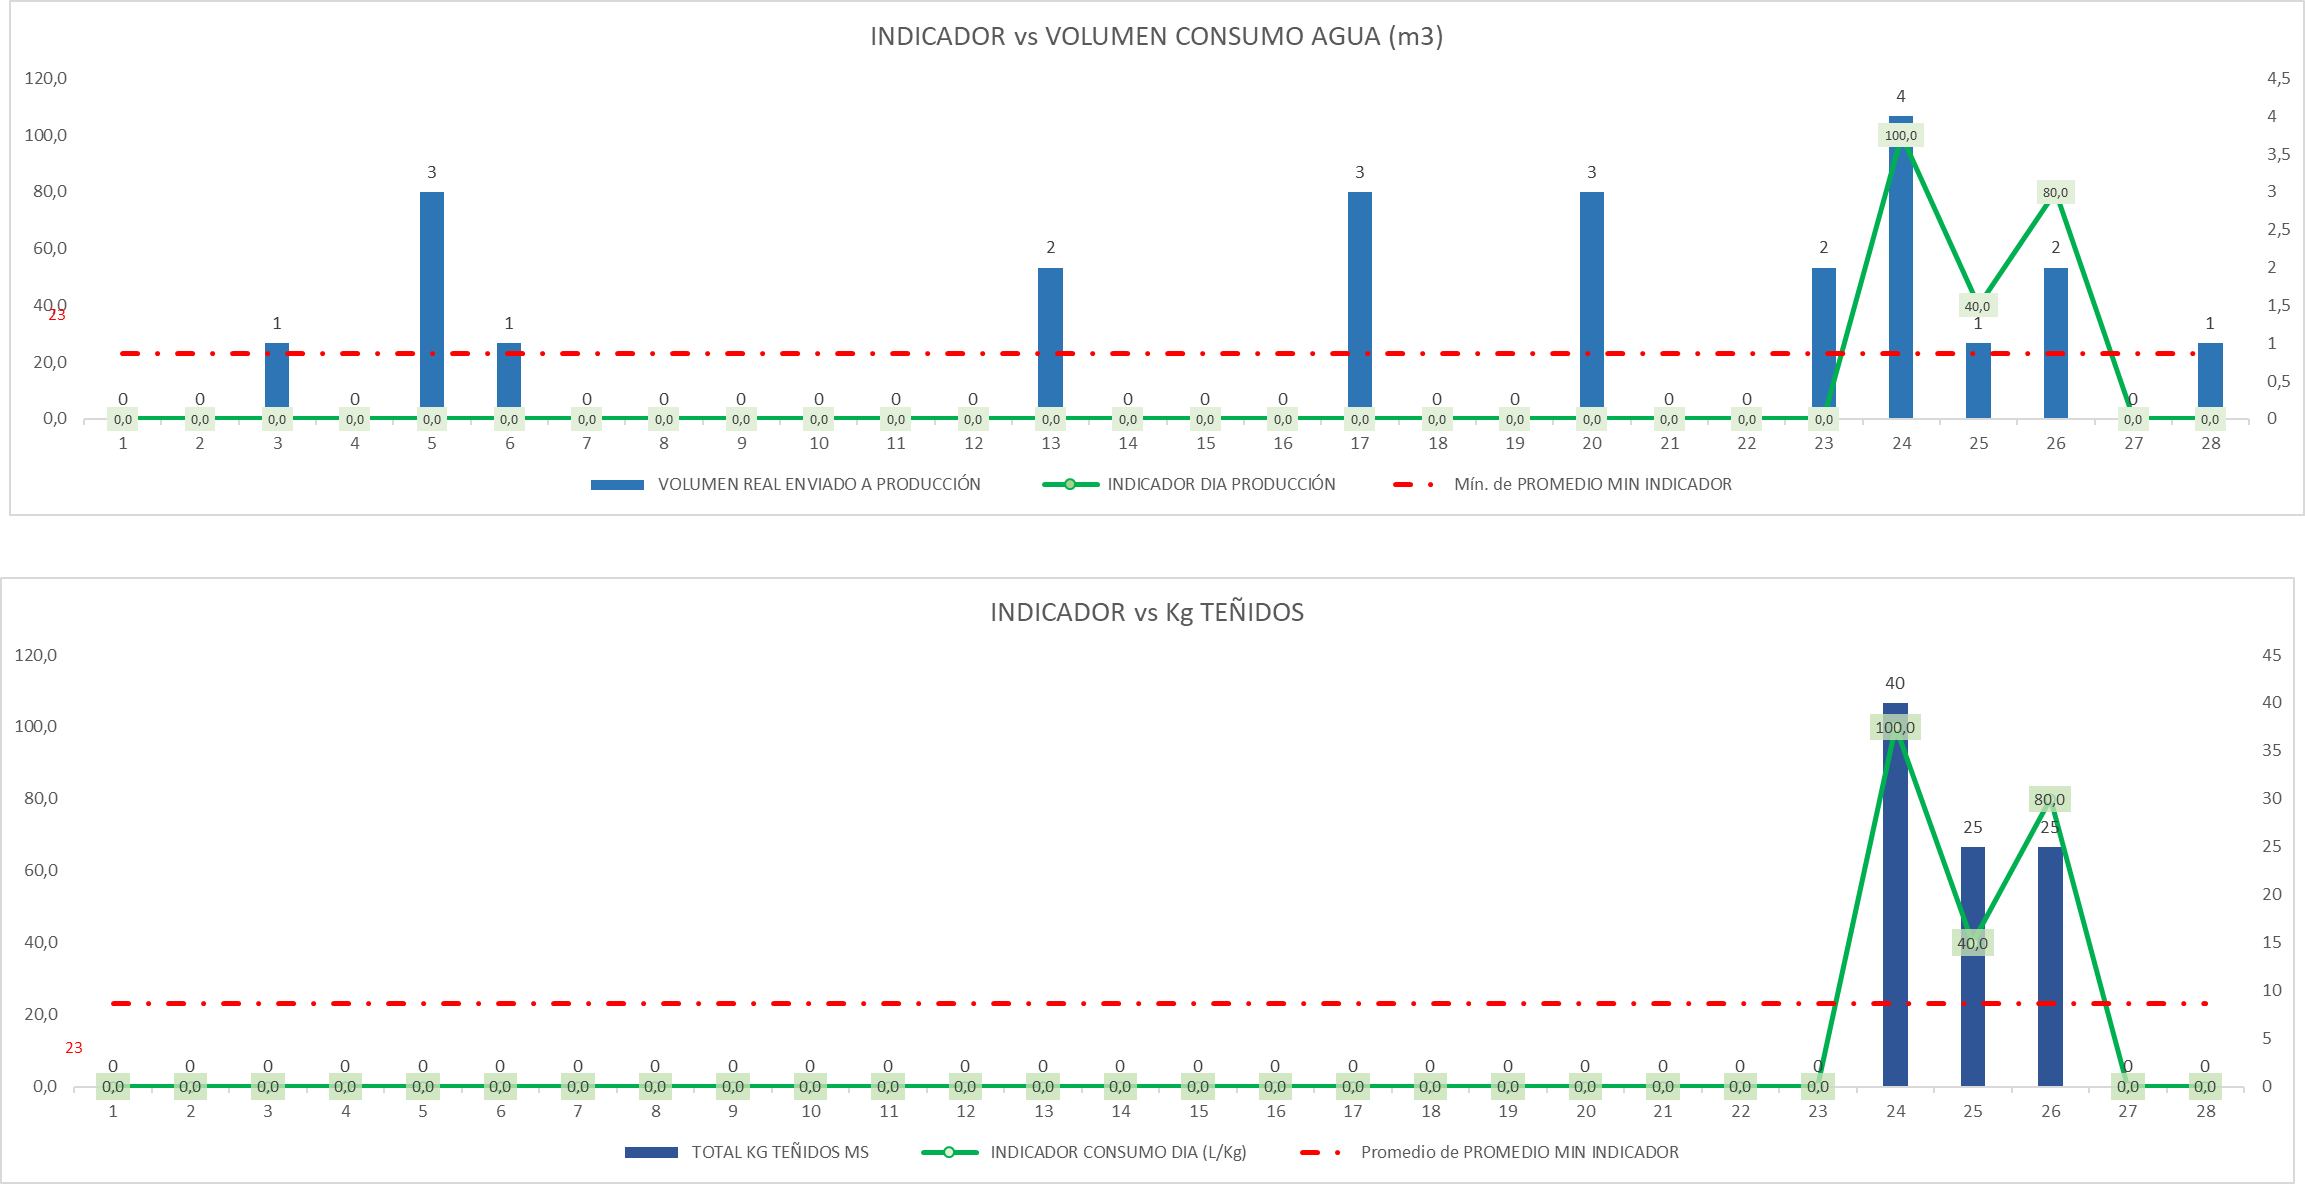 INDICADOR vs VOLUMEN CONSUMO AGUA (m3)
120,0 4,5
4 4
100,0 100,0 3,5
3 3 3
80,0 80,0 3
2,5
60,0 2 2 2
2
40,0 40,0 1,5
23 1 1 1 1
1
20,0 0,5
0 0 0 0 0 0 0 0 0 0 0 0 0 0 0 0 0
0,0 0,0 0,0 0,0 0,0 0,0 0,0 0,0 0,0 0,0 0,0 0,0 0,0 0,0 0,0 0,0 0,0 0,0 0,0 0,0 0,0 0,0 0,0 0,0 0,0 0,0 0
1 2 3 4 5 6 7 8 9 10 11 12 13 14 15 16 17 18 19 20 21 22 23 24 25 26 27 28
VOLUMEN REAL ENVIADO A PRODUCCIÓN INDICADOR DIA PRODUCCIÓN Mín. de PROMEDIO MIN INDICADOR
INDICADOR vs Kg TEÑIDOS
120,0 45
40
40
100,0 100,0
35
80,0 80,0 30
25 25
25
60,0
20
40,0 40,0 15
10
20,0
23 5
0 0 0 0 0 0 0 0 0 0 0 0 0 0 0 0 0 0 0 0 0 0 0 0 0
0,0 0,0 0,0 0,0 0,0 0,0 0,0 0,0 0,0 0,0 0,0 0,0 0,0 0,0 0,0 0,0 0,0 0,0 0,0 0,0 0,0 0,0 0,0 0,0 0,0 0,0 0
1 2 3 4 5 6 7 8 9 10 11 12 13 14 15 16 17 18 19 20 21 22 23 24 25 26 27 28
TOTAL KG TEÑIDOS MS INDICADOR CONSUMO DIA (L/Kg) Promedio de PROMEDIO MIN INDICADOR